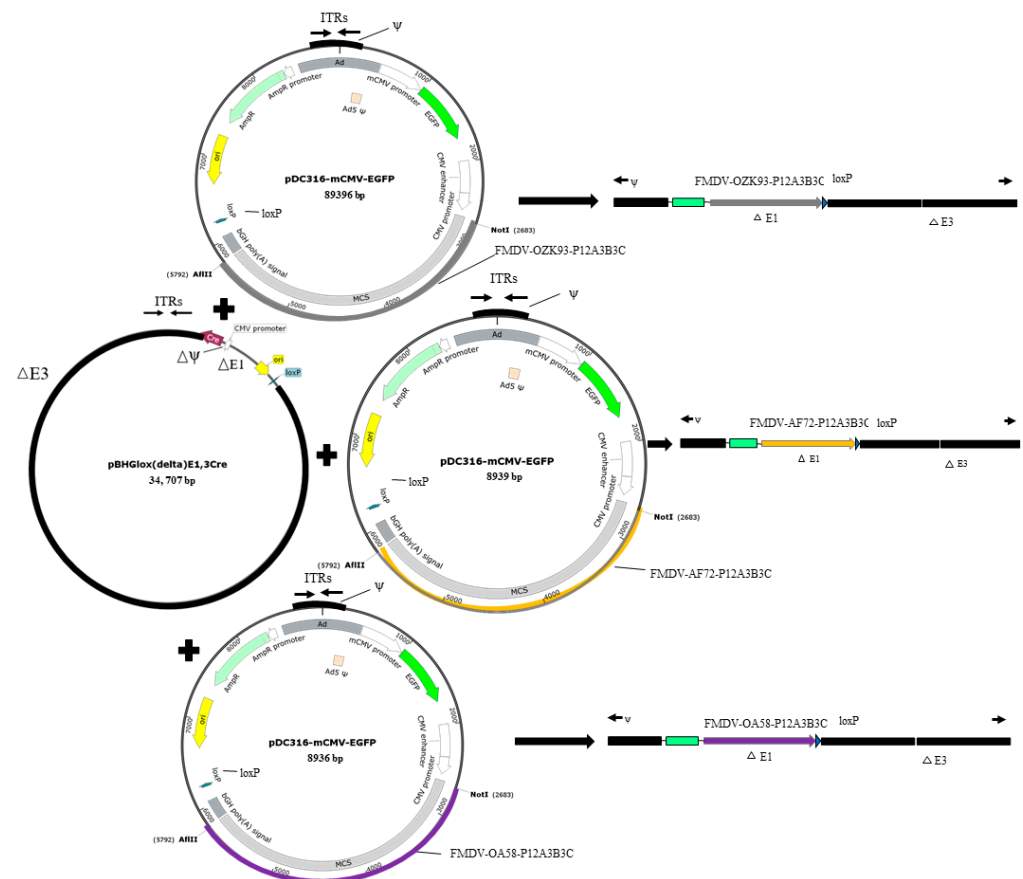 ITRs
Ψ
Ad
1000
mCMV promoter
AmpR promoter
8000
AmpR
Ad5 Ψ
EGFP
2000
ori
7000
pDC316-mCMV-EGFP
89396 bp
CMV enhancer
CMV promoter
loxP
loxP
NotI (2683)
3000
bGH poly(A) signal
6000
(5792) AflII
5000
MCS
4000
FMDV-OZK93-P12A3B3C
Ψ
FMDV-OZK93-P12A3B3C
loxP
△ E1
△ E3
ITRs
Cre
CMV promoter
△Ψ
△E1
ori
loxP
△E3
pBHGlox(delta)E1,3Cre
34, 707 bp
ITRs
Ψ
Ad
1000
mCMV promoter
AmpR promoter
8000
AmpR
Ad5 Ψ
EGFP
2000
ori
7000
pDC316-mCMV-EGFP
8939 bp
CMV enhancer
CMV promoter
loxP
loxP
NotI (2683)
3000
bGH poly(A) signal
6000
(5792) AflII
5000
MCS
4000
FMDV-AF72-P12A3B3C
Ψ
FMDV-AF72-P12A3B3C
loxP
△ E1
△ E3
ITRs
Ψ
Ad
1000
mCMV promoter
AmpR promoter
8000
AmpR
Ad5 Ψ
EGFP
2000
ori
7000
pDC316-mCMV-EGFP
8936 bp
CMV enhancer
CMV promoter
loxP
loxP
NotI (2683)
3000
bGH poly(A) signal
6000
(5792) AflII
5000
MCS
4000
FMDV-OA58-P12A3B3C
Ψ
FMDV-OA58-P12A3B3C
loxP
△ E1
△ E3